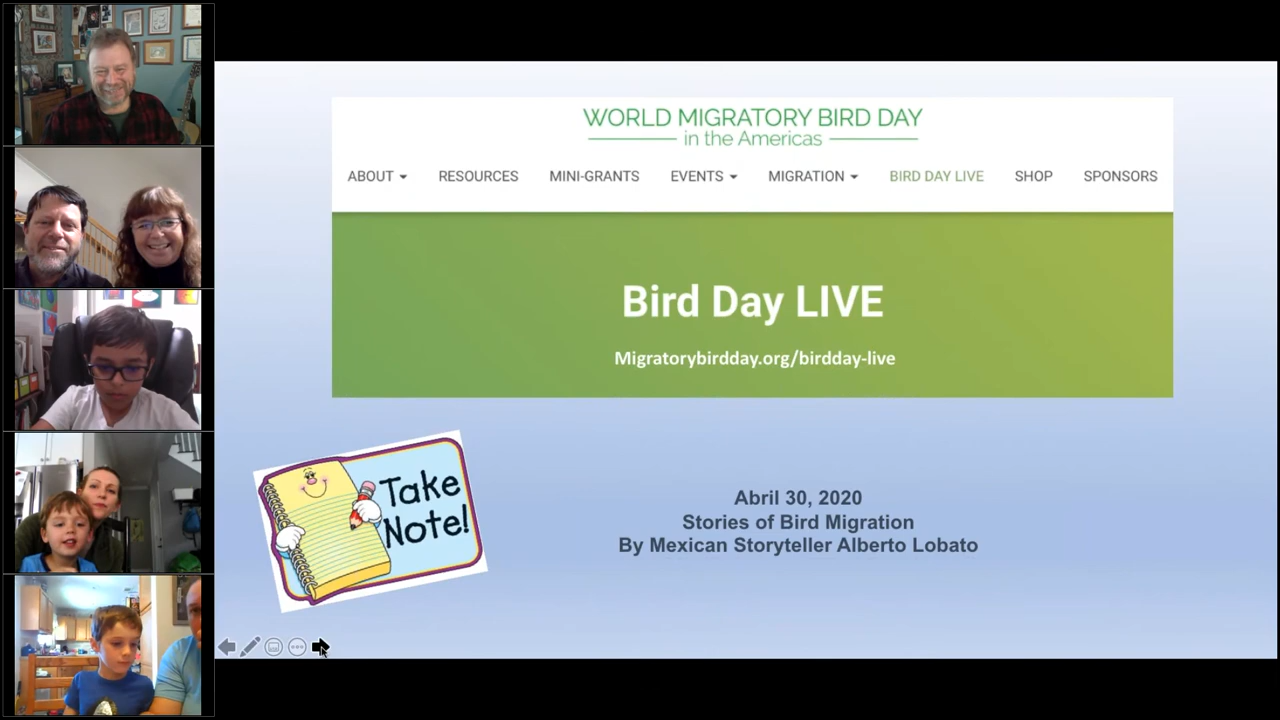 WORLD MIGRATORY BIRD DAY
in the Americas
ABOUT RESOURCES MINI-GRANTS EVENTS MIGRATION BIRD DAY LIVE SHOP SPONSORS
Bird Day LIVE
Migratorybirdday.org/birdday-live
Take
Note!
Abril 30, 2020
Stories of Bird Migration
By Mexican Storyteller Alberto Lobato